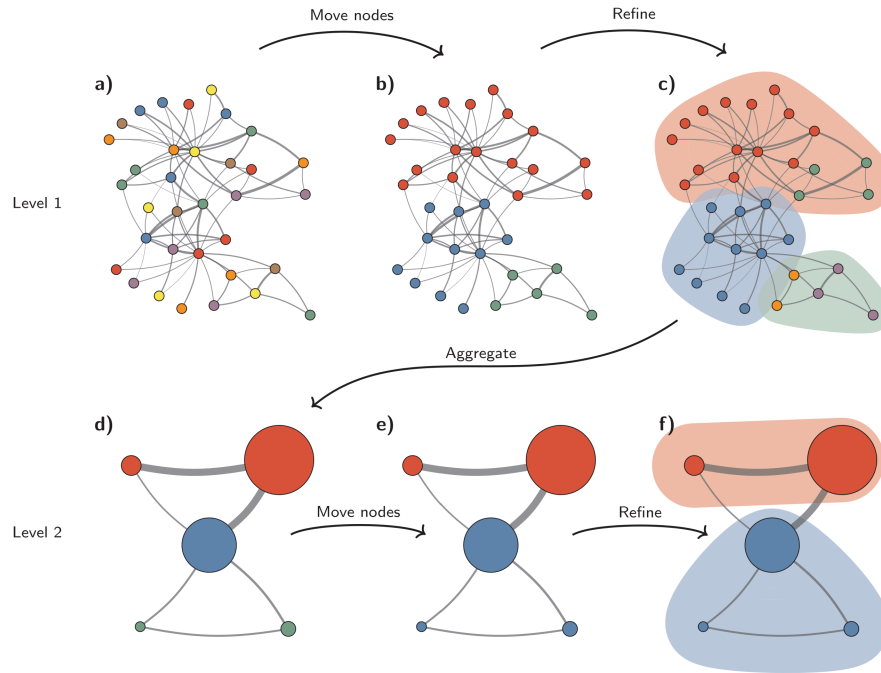 Move nodes
Refine
a)
b)
c)
Level 1
Aggregate
d)
e)
f)
Move nodes
Refine
Level 2